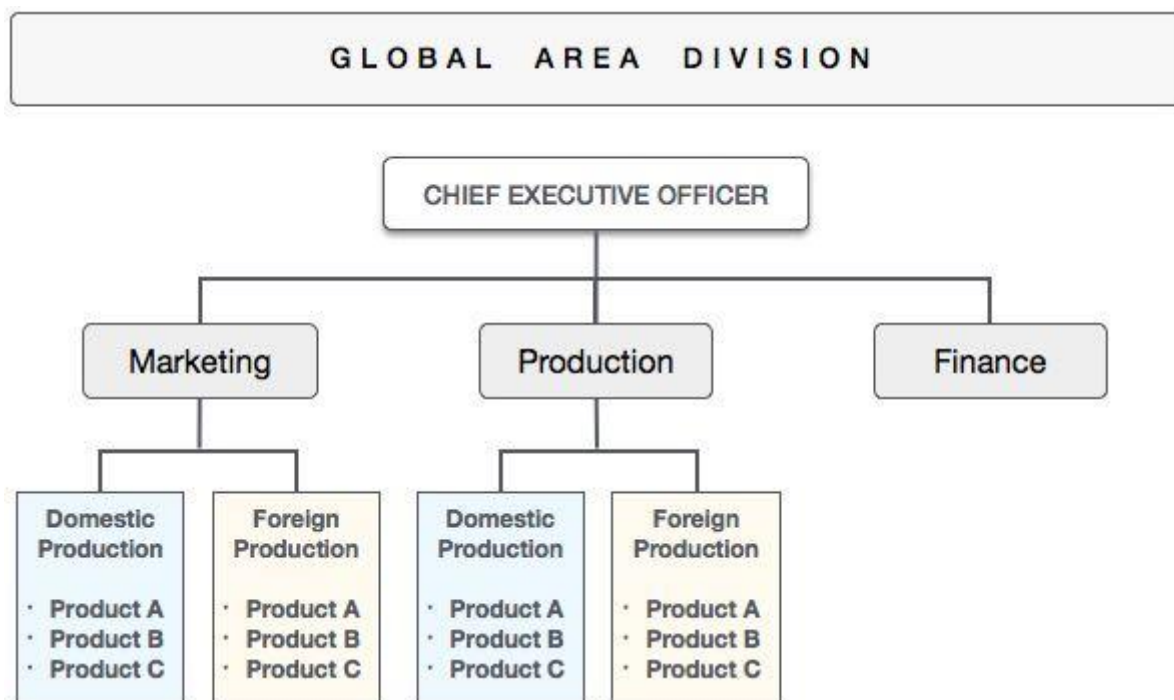 GLOBAL AREA DIVISION
CHIEF EXECUTIVE OFFICER
Marketing
Production
Finance
Domestic
Production
· Product A
· Product B
· Product C
Foreign
Production
· Product A
· Product B
· Product C
Domestic
Production
· Product A
· Product B
· Product C
Foreign
Production
· Product A
· Product B
· Product C